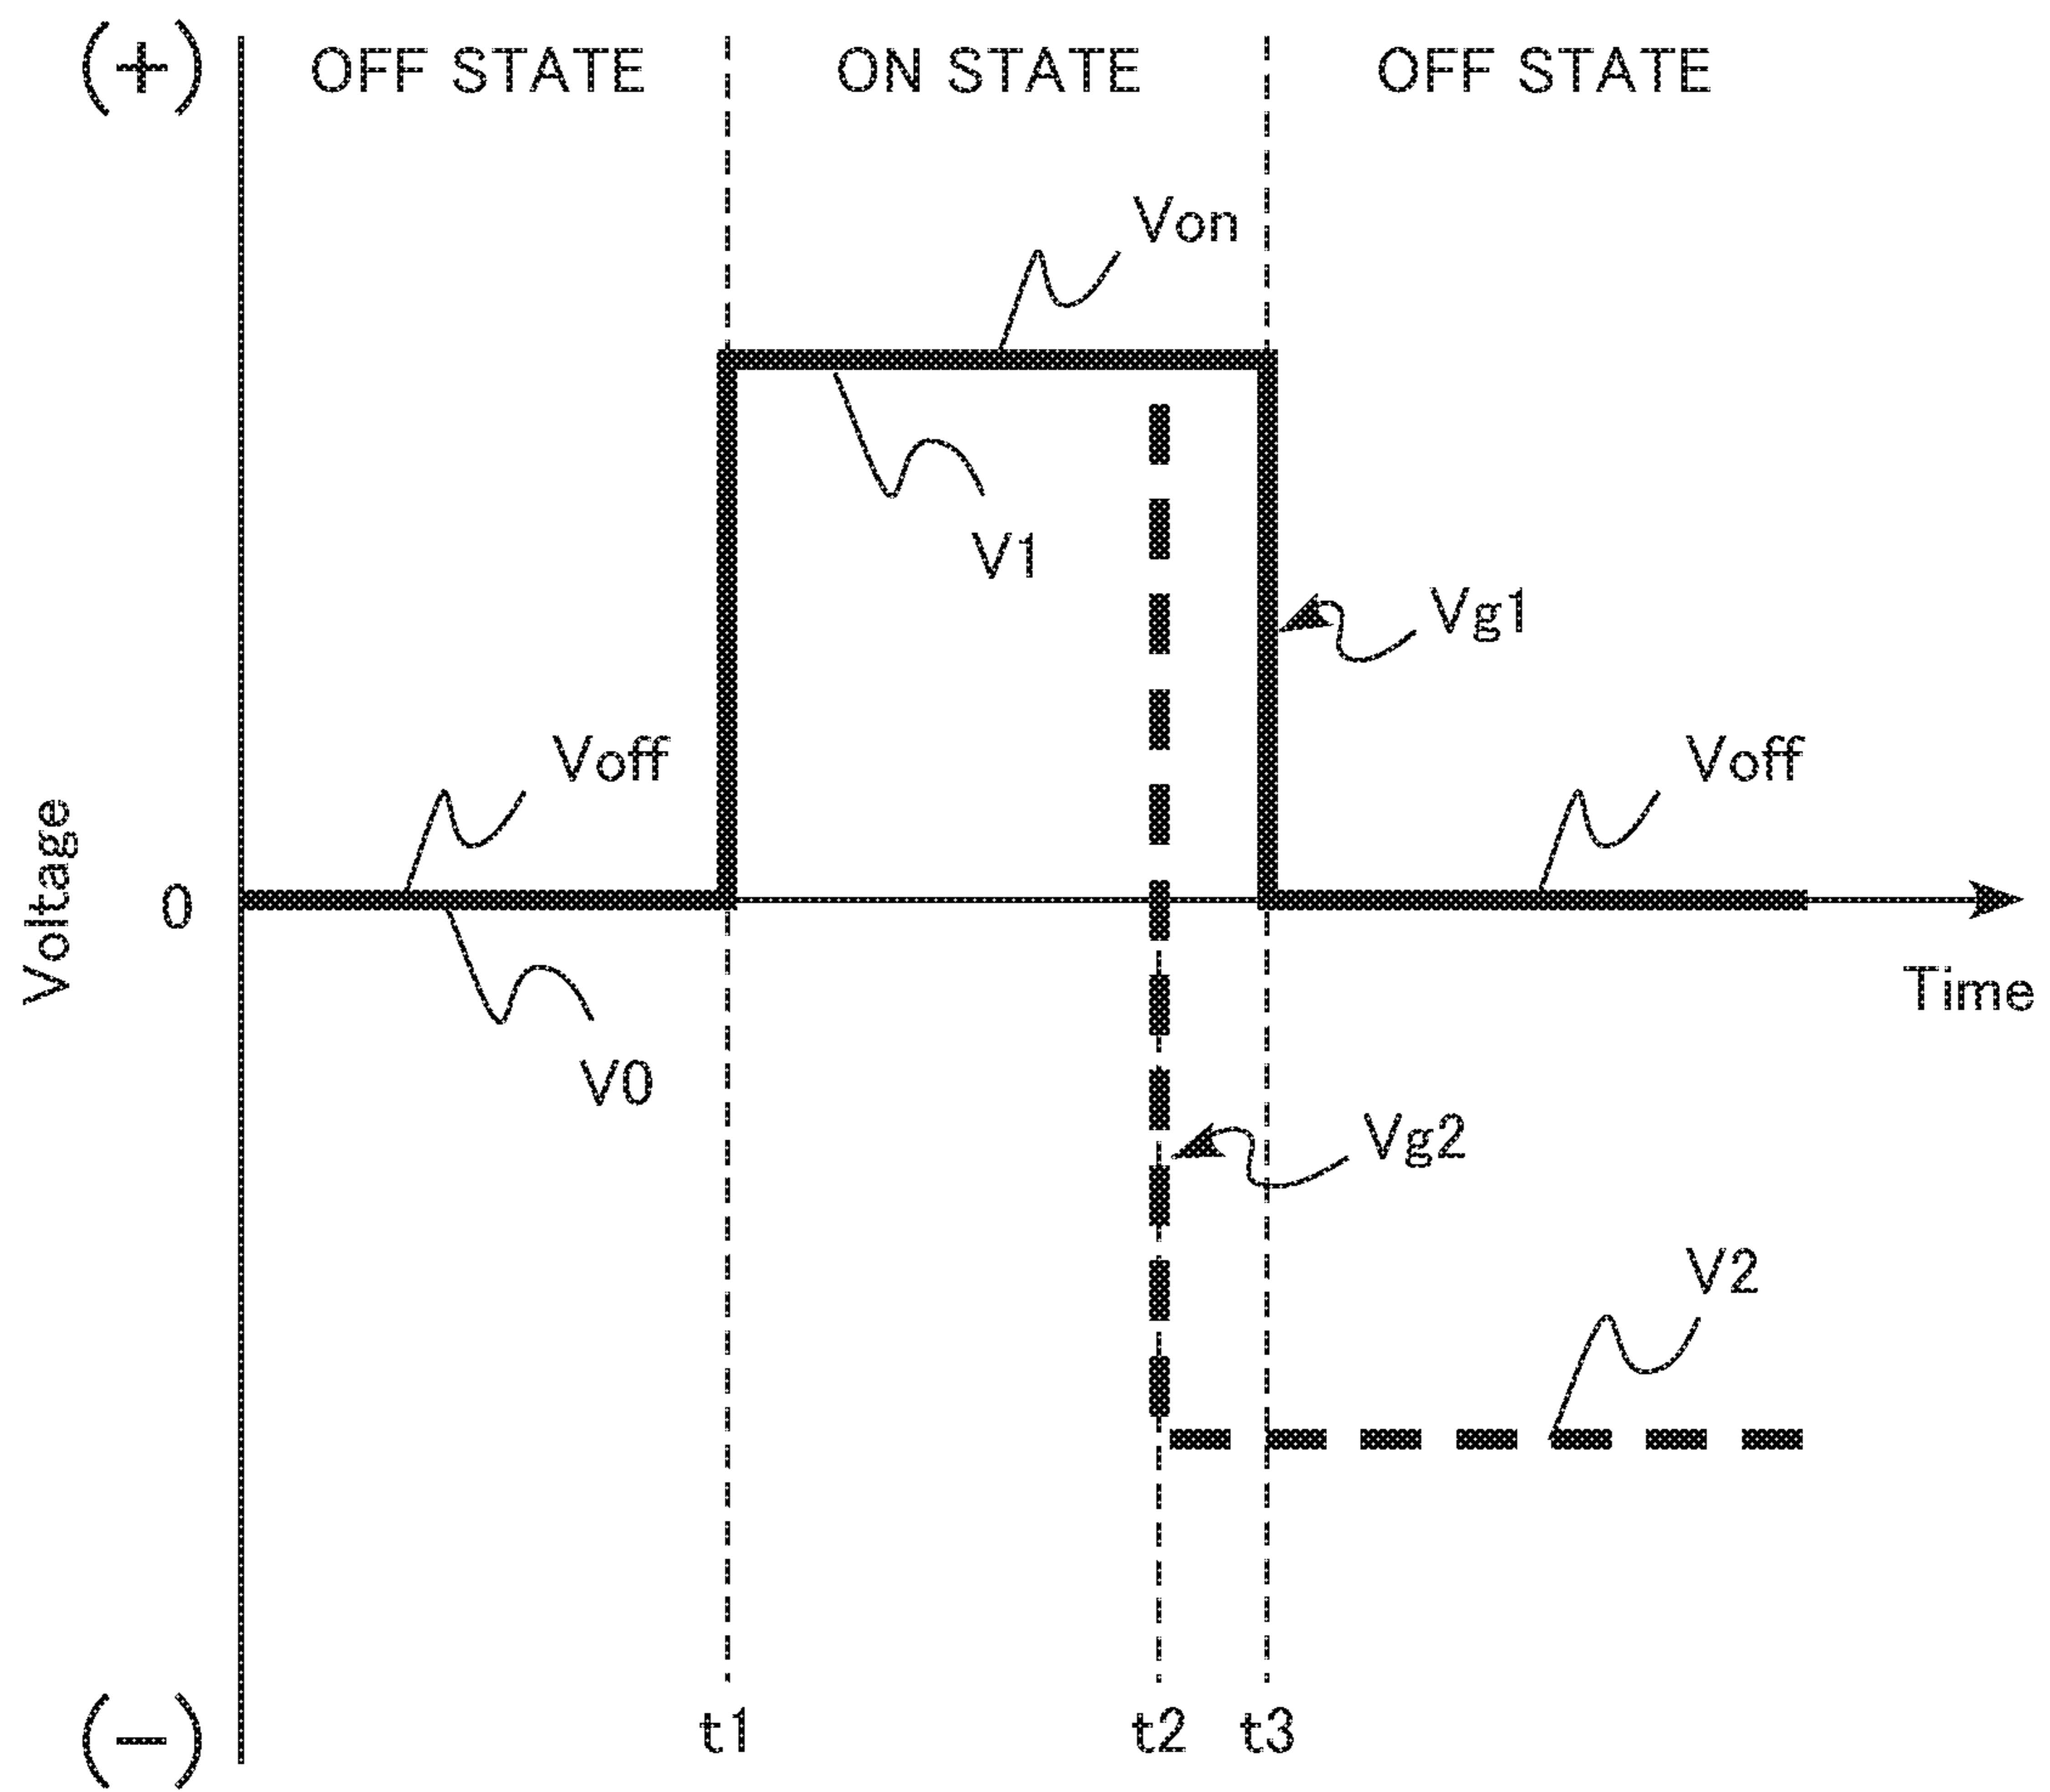 (+)
OFF STATE
ON STATE
OFF STATE
Von
V1
Vg1
Voff
Voff
Voltage
0
Time
V0
Vg2
V2
(−)
t1
t2
t3